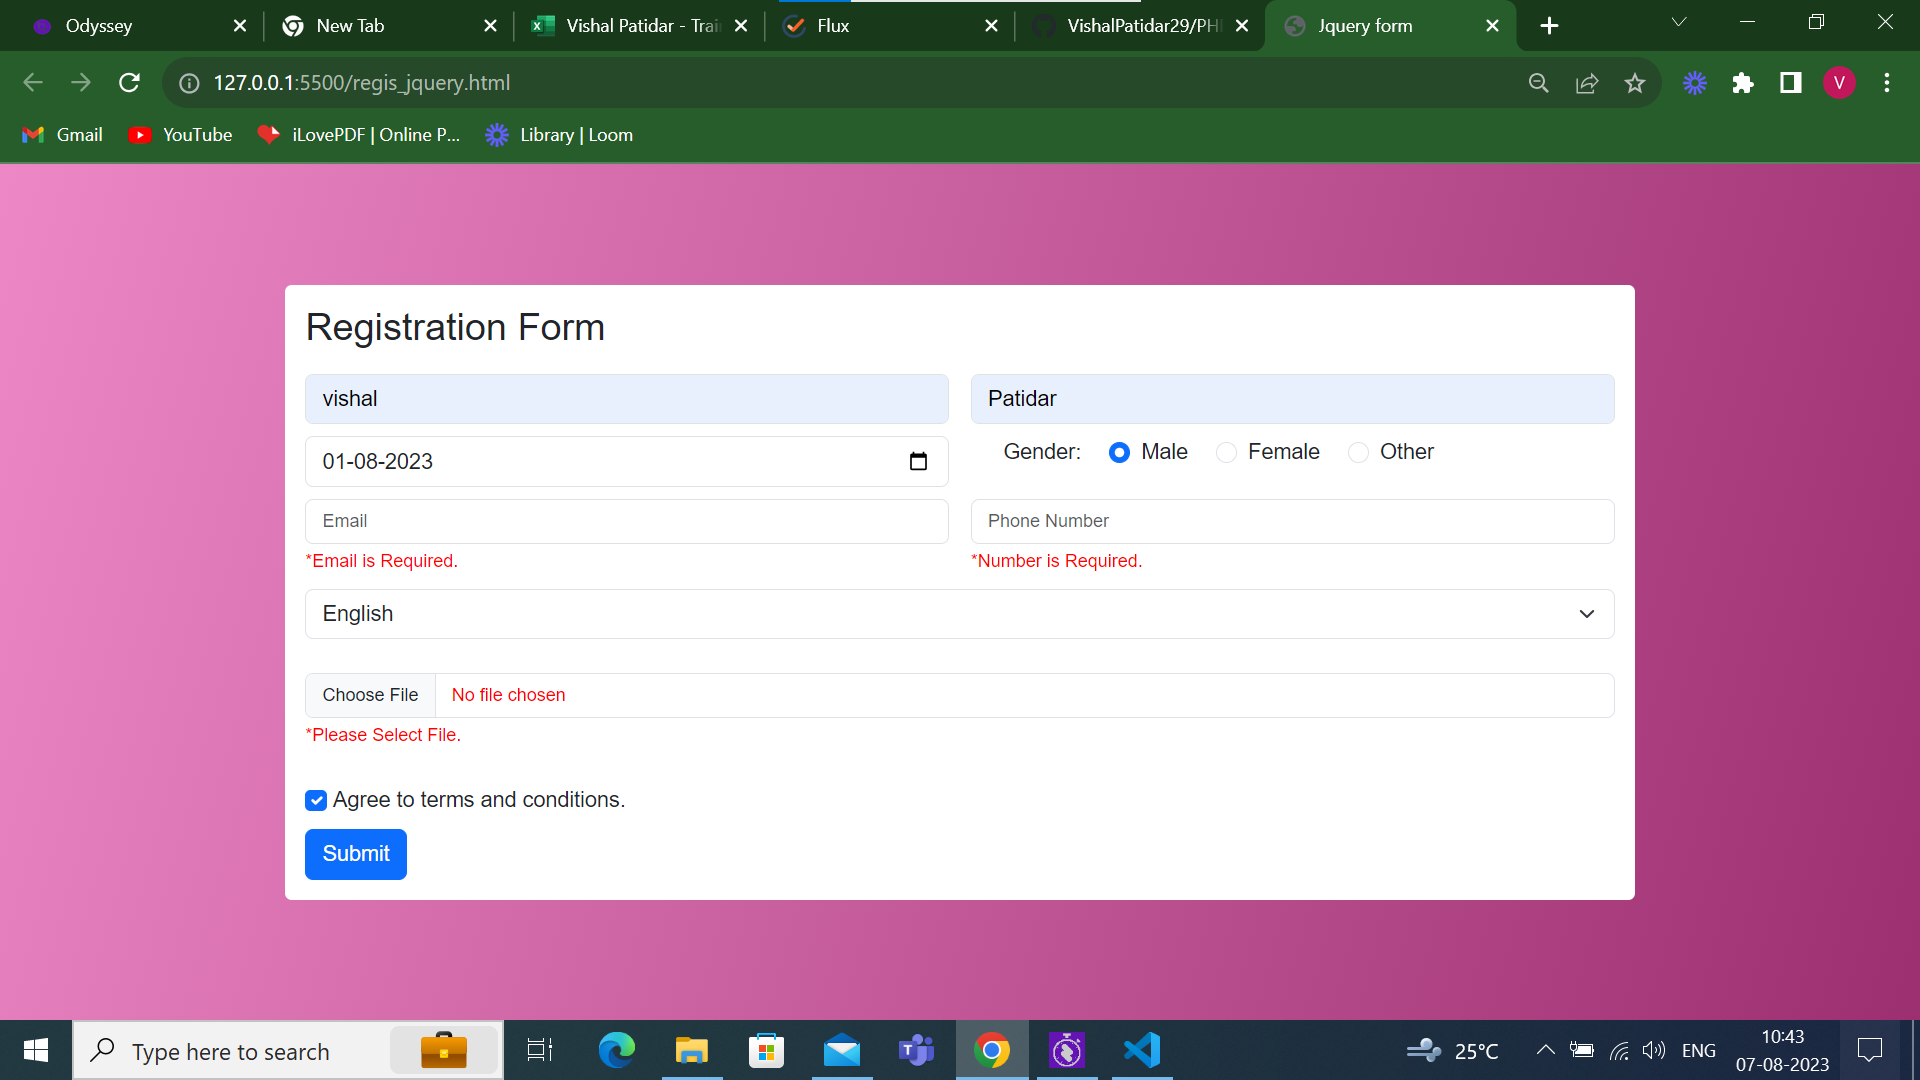 Odyssey
New Tab
Vishal Patidar - Trai
Flux
VishalPatidar29/PH
Jquery form
127.0.0.1:5500/regis_jquery.html
V
Gmail
YouTube
iLovePDF | Online P...
Library | Loom
Registration Form
vishal
Patidar
01-08-2023
Gender: Male Female Other
Email
Phone Number
*Email is Required.
*Number is Required.
English
Choose File No file chosen
*Please Select File.
Agree to terms and conditions.
Submit
Type here to search
25°C
ENG
10:43
07-08-2023